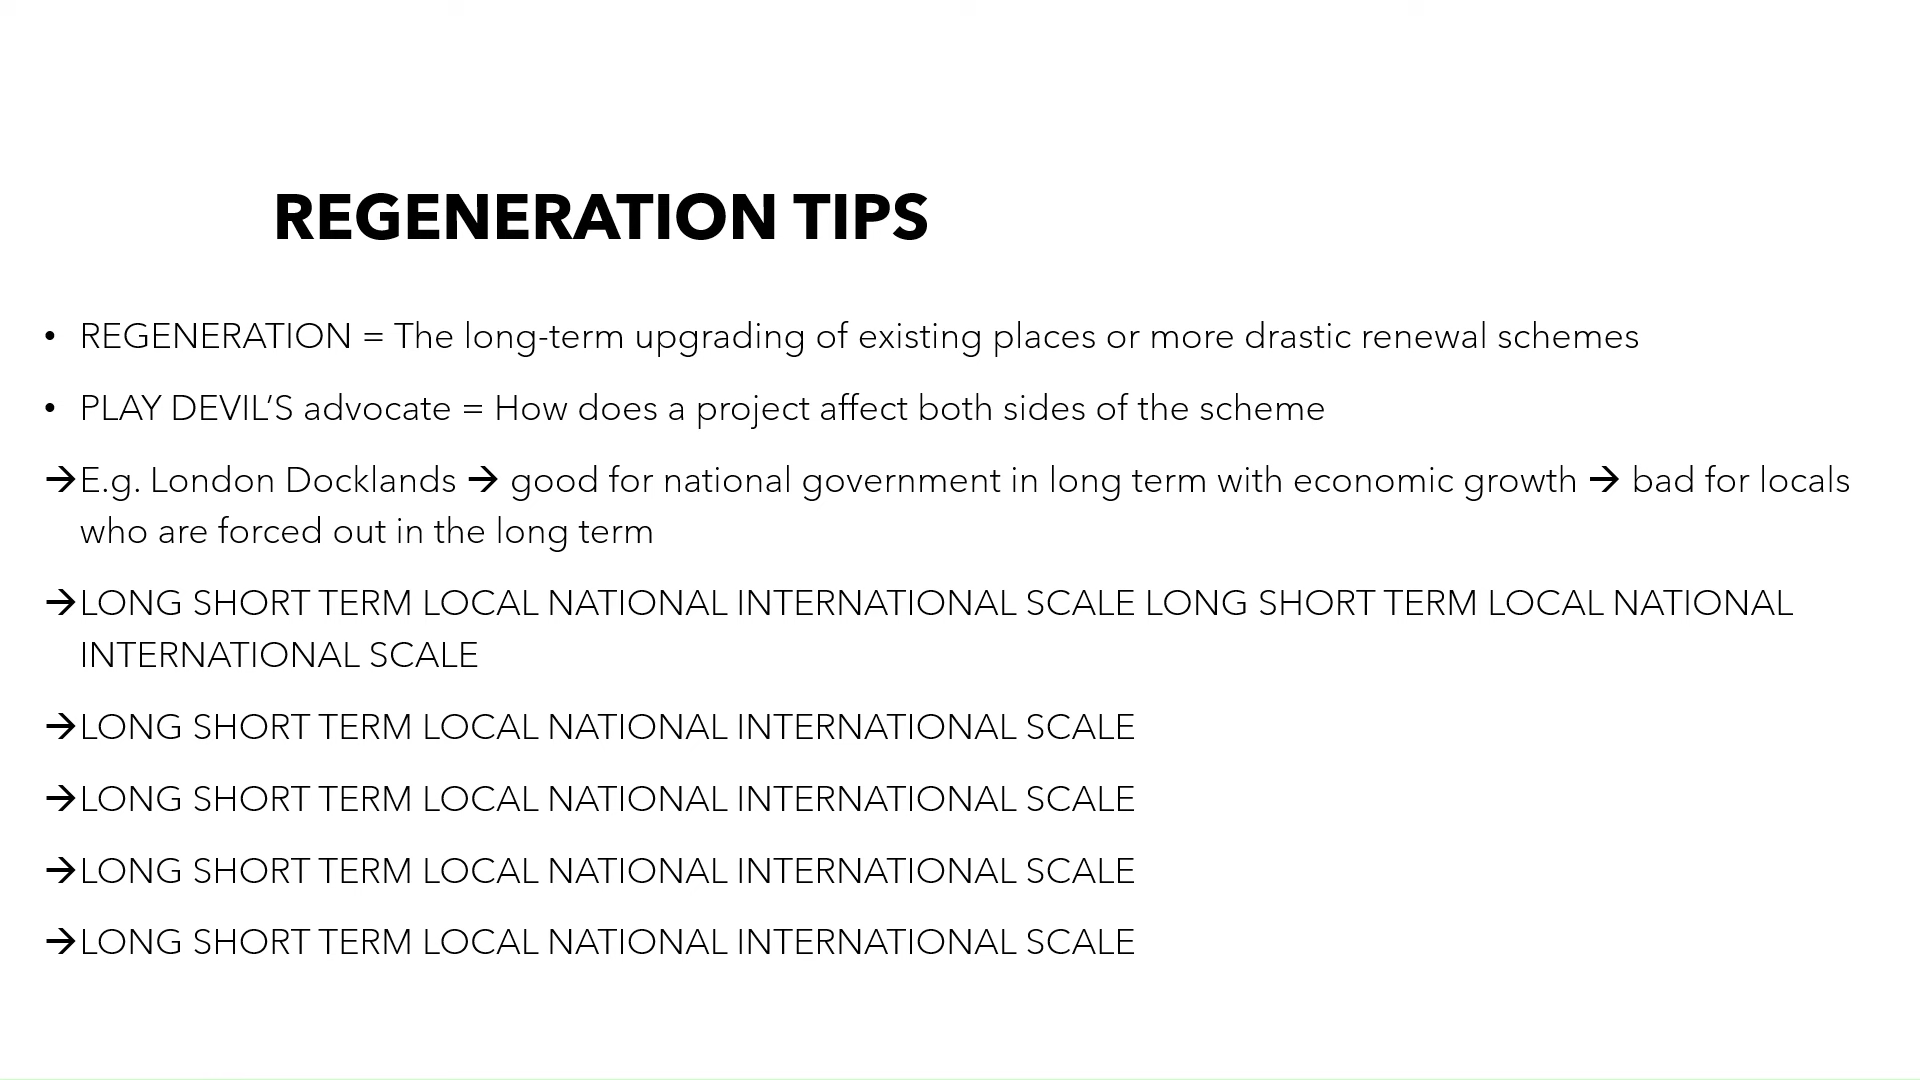 REGENERATION TIPS
• REGENERATION = The long-term upgrading of existing places or more drastic renewal schemes
• PLAY DEVIL’S advocate = How does a project affect both sides of the scheme
→E.g. London Docklands → good for national government in long term with economic growth → bad for locals
who are forced out in the long term
→LONG SHORT TERM LOCAL NATIONAL INTERNATIONAL SCALE LONG SHORT TERM LOCAL NATIONAL
INTERNATIONAL SCALE
→LONG SHORT TERM LOCAL NATIONAL INTERNATIONAL SCALE
→LONG SHORT TERM LOCAL NATIONAL INTERNATIONAL SCALE
→LONG SHORT TERM LOCAL NATIONAL INTERNATIONAL SCALE
→LONG SHORT TERM LOCAL NATIONAL INTERNATIONAL SCALE